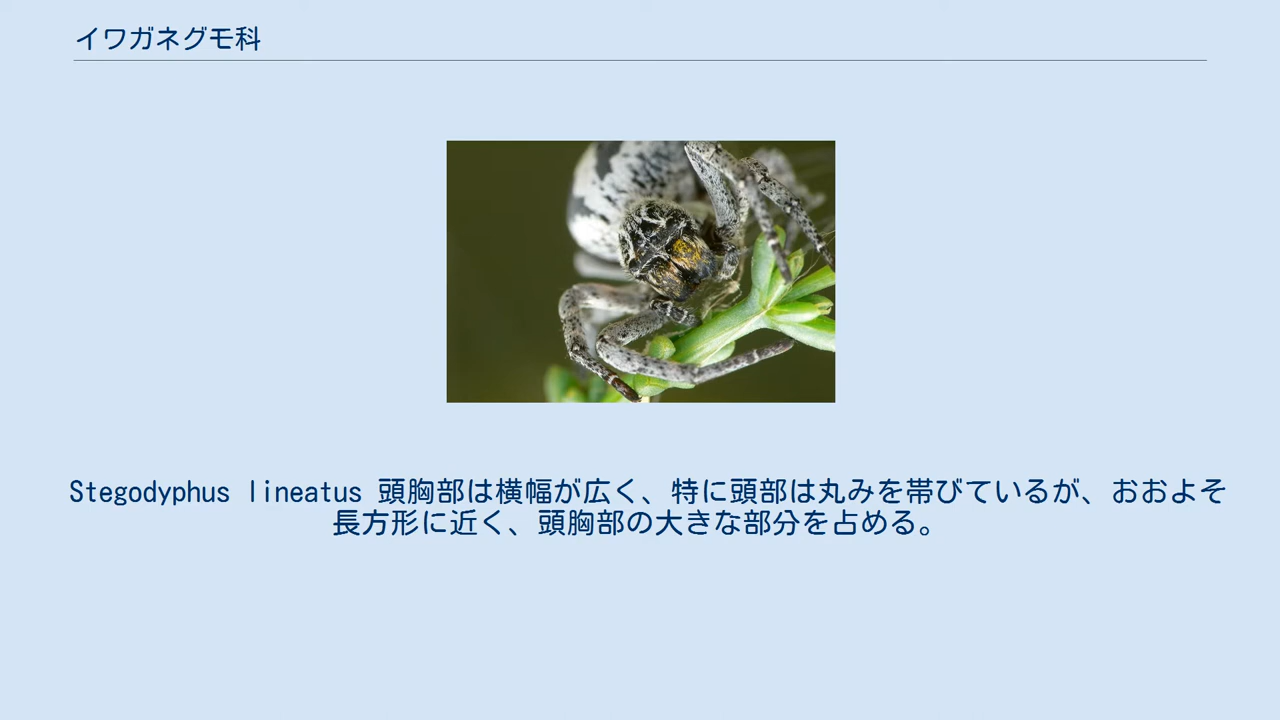 イワガネグモ科
Stegodyphus lineatus 頭胸部は横幅が広く、特に頭部は丸みを帯びているが、おおよそ
長方形に近く、頭胸部の大きな部分を占める。